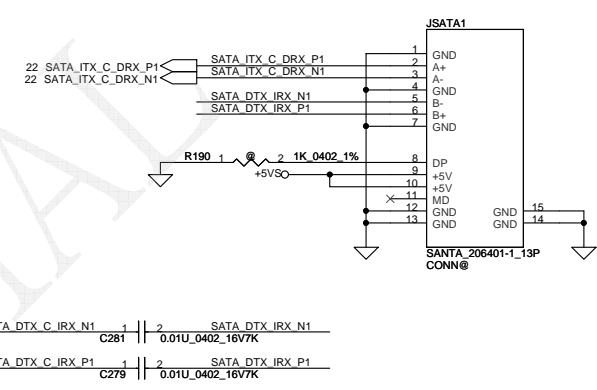 JSATA1
1 GND
22 SATA_ITX_C_DRX_P1 SATA_ITX_C_DRX_P1 2 A+
22 SATA_ITX_C_DRX_N1 SATA_ITX_C_DRX_N1 3 A-
4 GND
SATA_DTX_IRX_N1 5 B-
SATA_DTX_IRX_P1 6 B+
7 GND
R190 1 @ 2 1K_0402_1% 8 DP
+5VS 9 +5V
10 +5V
11 MD
12 GND GND 15
13 GND GND 14
SANTA_206401-1_13P
CONN@
TA_DTX_C_IRX_N1 1 2 SATA_DTX_IRX_N1
C281 0.01U_0402_16V7K
TA_DTX_C_IRX_P1 1 2 SATA_DTX_IRX_P1
C279 0.01U_0402_16V7K